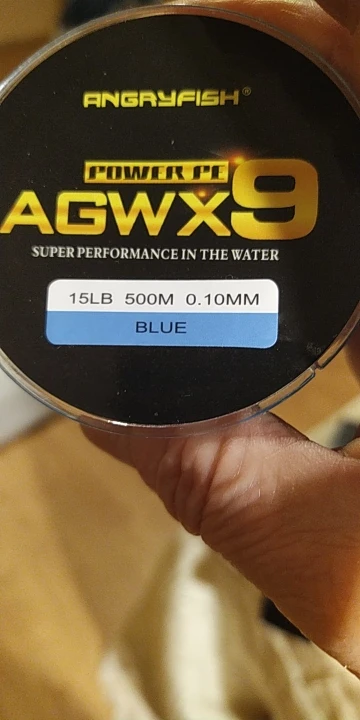 ANGRYFISH®
POWER PE
AGWX9
SUPER PERFORMANCE IN THE WATER
15LB 500M 0.10MM
BLUE